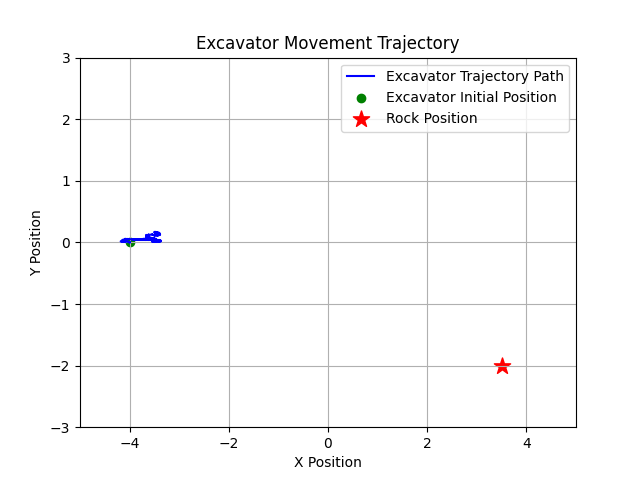 Excavator Movement Trajectory
Excavator Trajectory Path
Excavator Initial Position
Rock Position
3
2
1
0
−1
−2
−3
Y Position
−4
−2
0
2
4
X Position